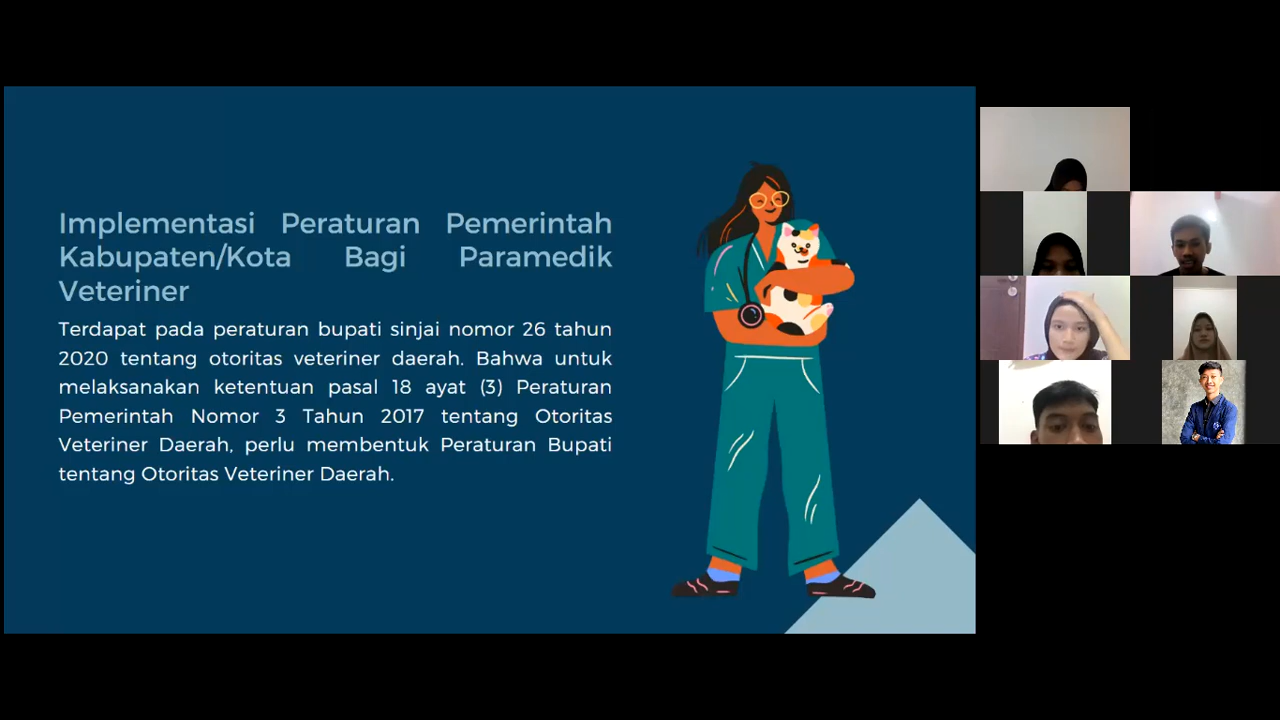 Implementasi Peraturan Pemerintah
Kabupaten/Kota Bagi Paramedik
Veteriner
Terdapat pada peraturan bupati sinjai nomor 26 tahun
2020 tentang otoritas veteriner daerah. Bahwa untuk
melaksanakan ketentuan pasal 18 ayat (3) Peraturan
Pemerintah Nomor 3 Tahun 2017 tentang Otoritas
Veteriner Daerah, perlu membentuk Peraturan Bupati
tentang Otoritas Veteriner Daerah.